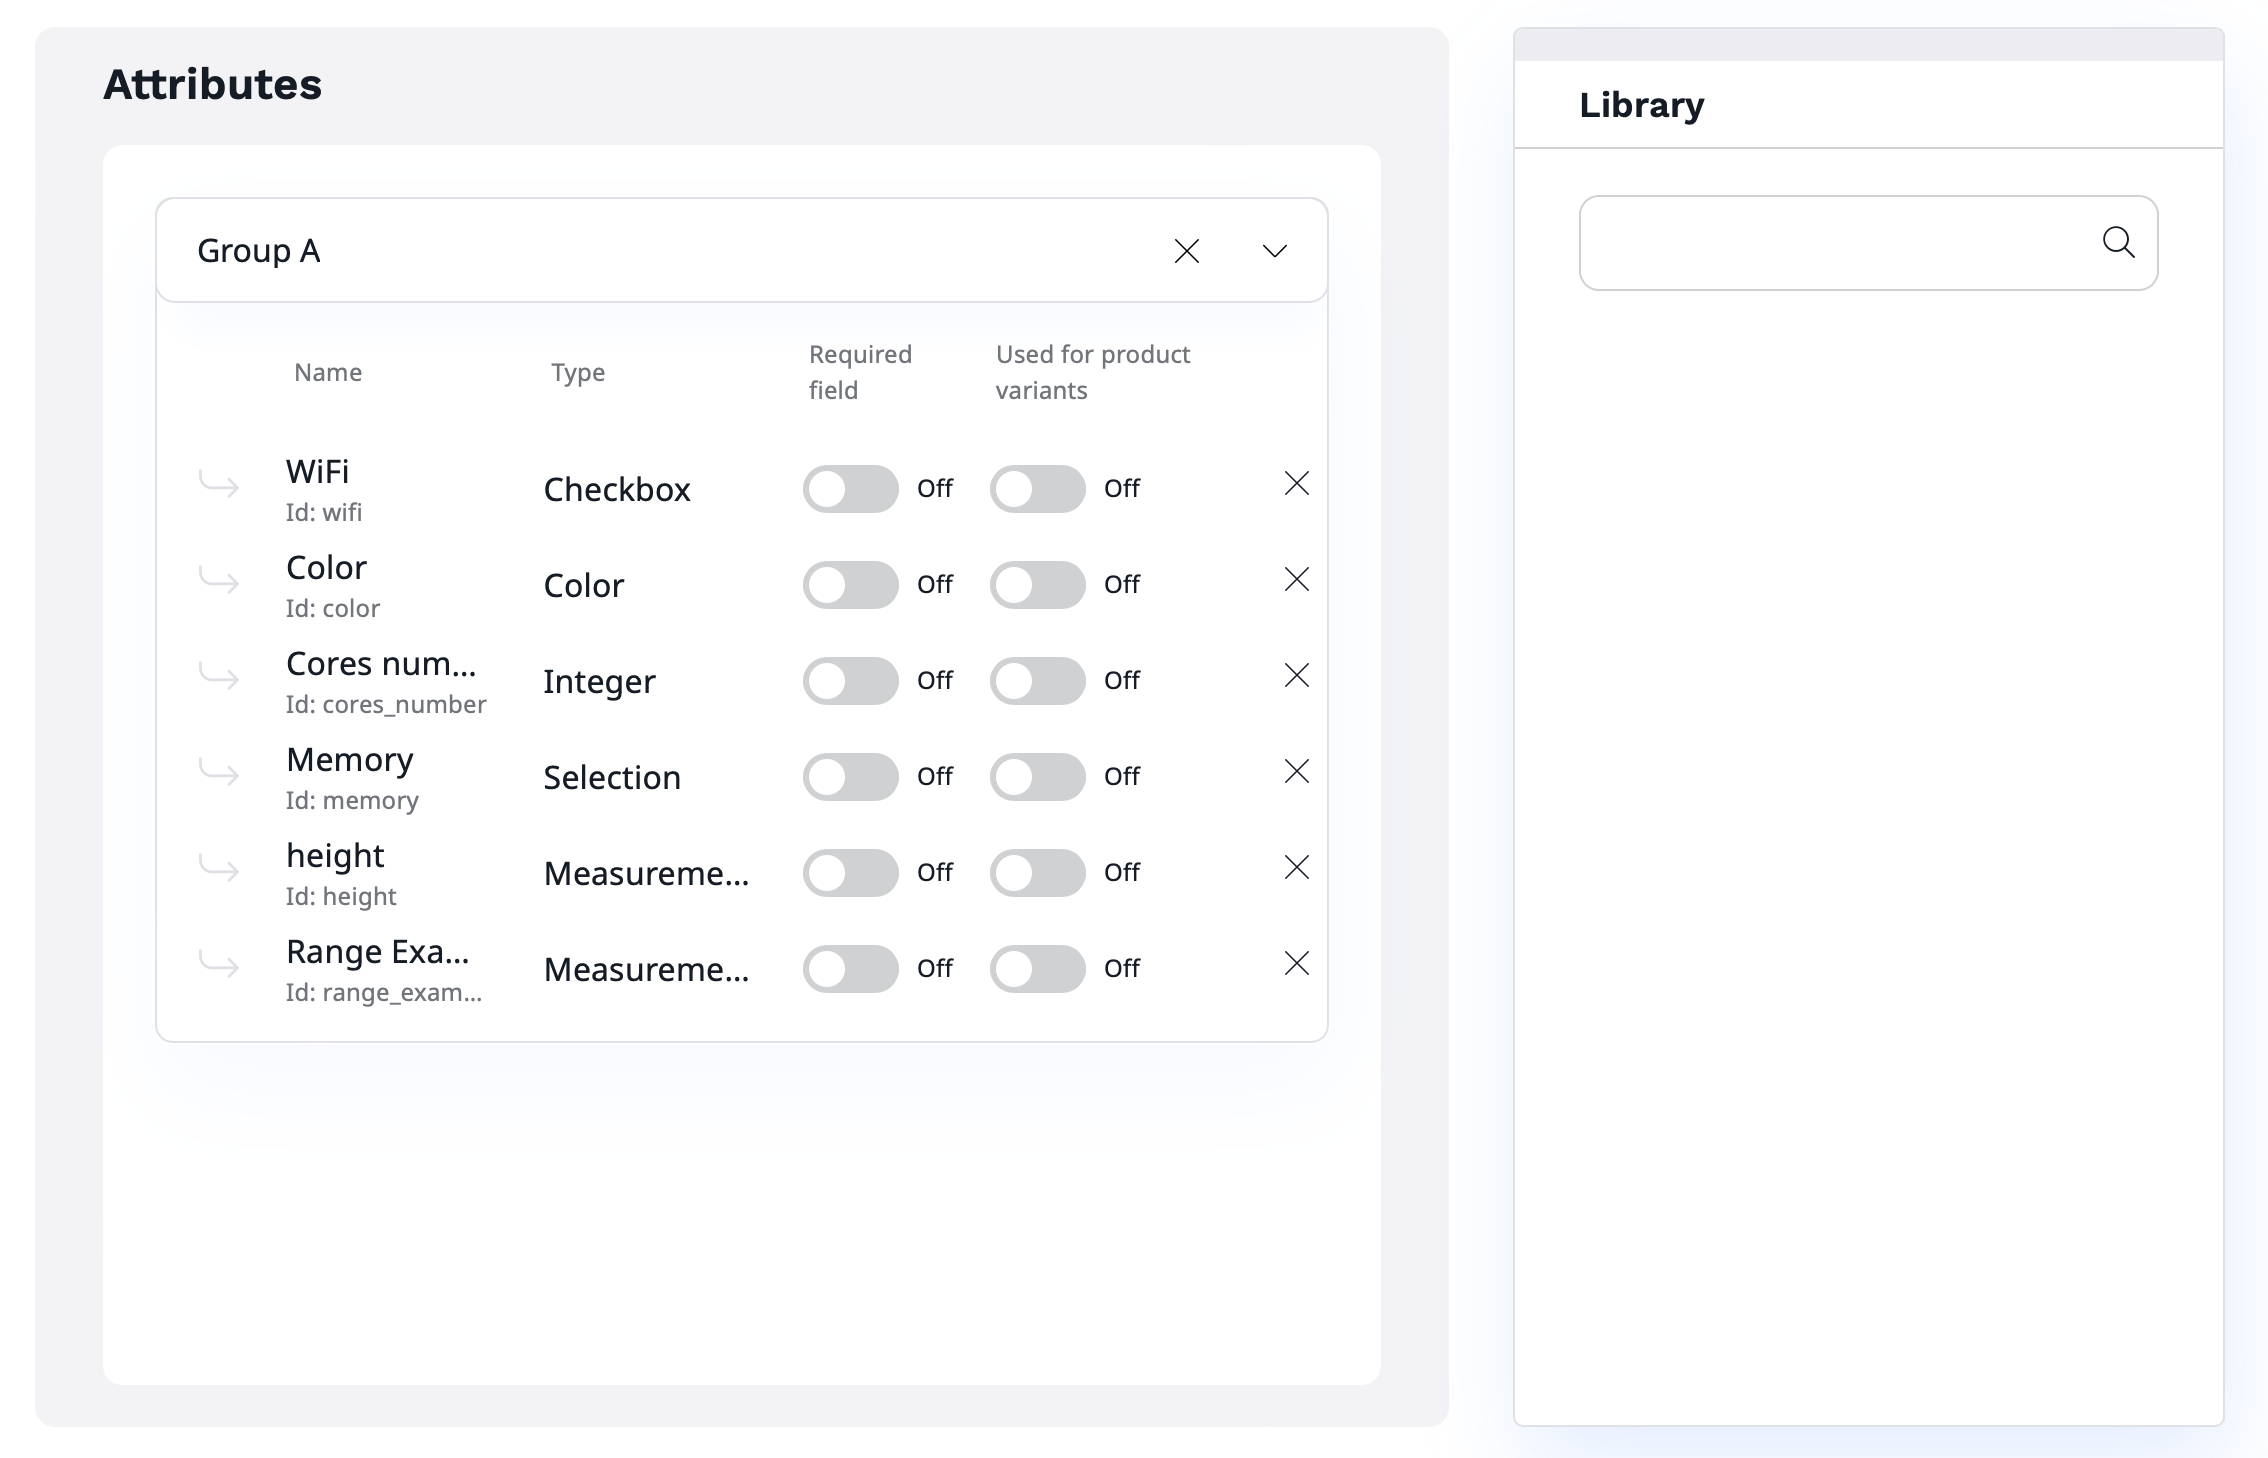 Attributes
Group A
Name Type Required field Used for product variants
WiFi
Id: wifi
Checkbox Off Off
Color
Id: color
Color Off Off
Cores num...
Id: cores_number
Integer Off Off
Memory
Id: memory
Selection Off Off
height
Id: height
Measureme... Off Off
Range Exa...
Id: range_exam...
Measureme... Off Off
Library